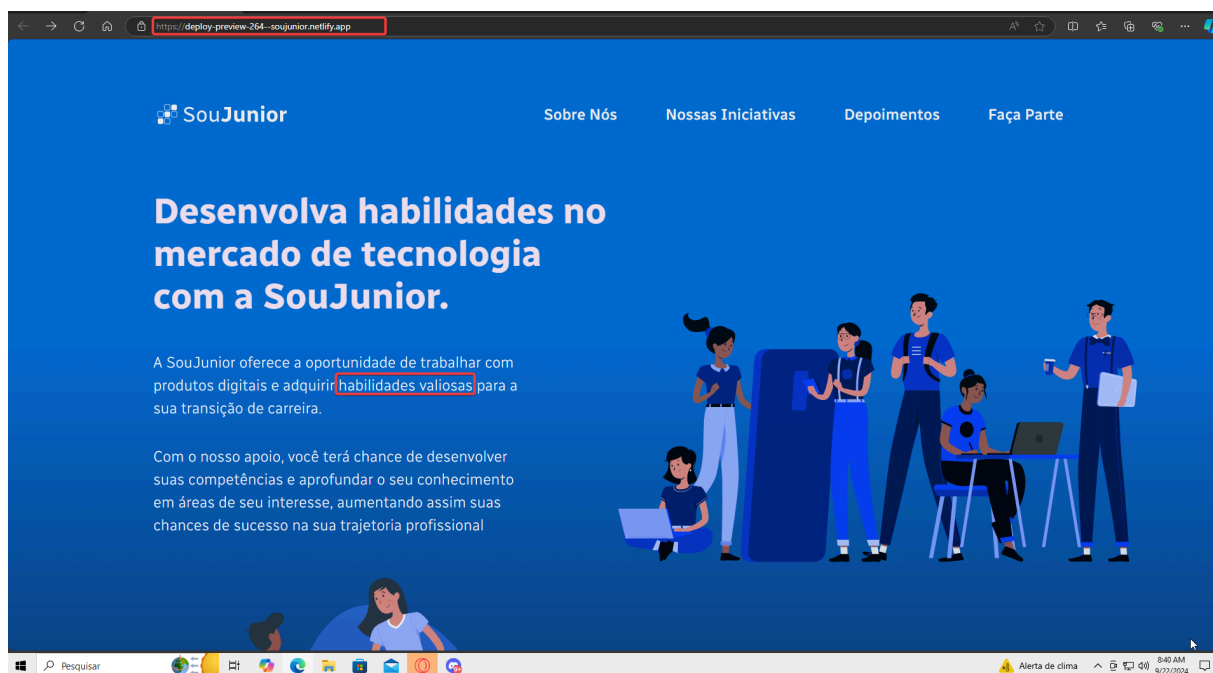 https://deploy-preview-264--soujunior.netlify.app
SouJunior
Sobre Nós
Nossas Iniciativas
Depoimentos
Faça Parte
Desenvolva habilidades no
mercado de tecnologia
com a SouJunior.
A SouJunior oferece a oportunidade de trabalhar com
produtos digitais e adquirir habilidades valiosas para a
sua transição de carreira.
Com o nosso apoio, você terá chance de desenvolver
suas competências e aprofundar o seu conhecimento
em áreas de seu interesse, aumentando assim suas
chances de sucesso na sua trajetoria profissional
Pesquisar
Alerta de clima
8:40 AM
9/22/2024